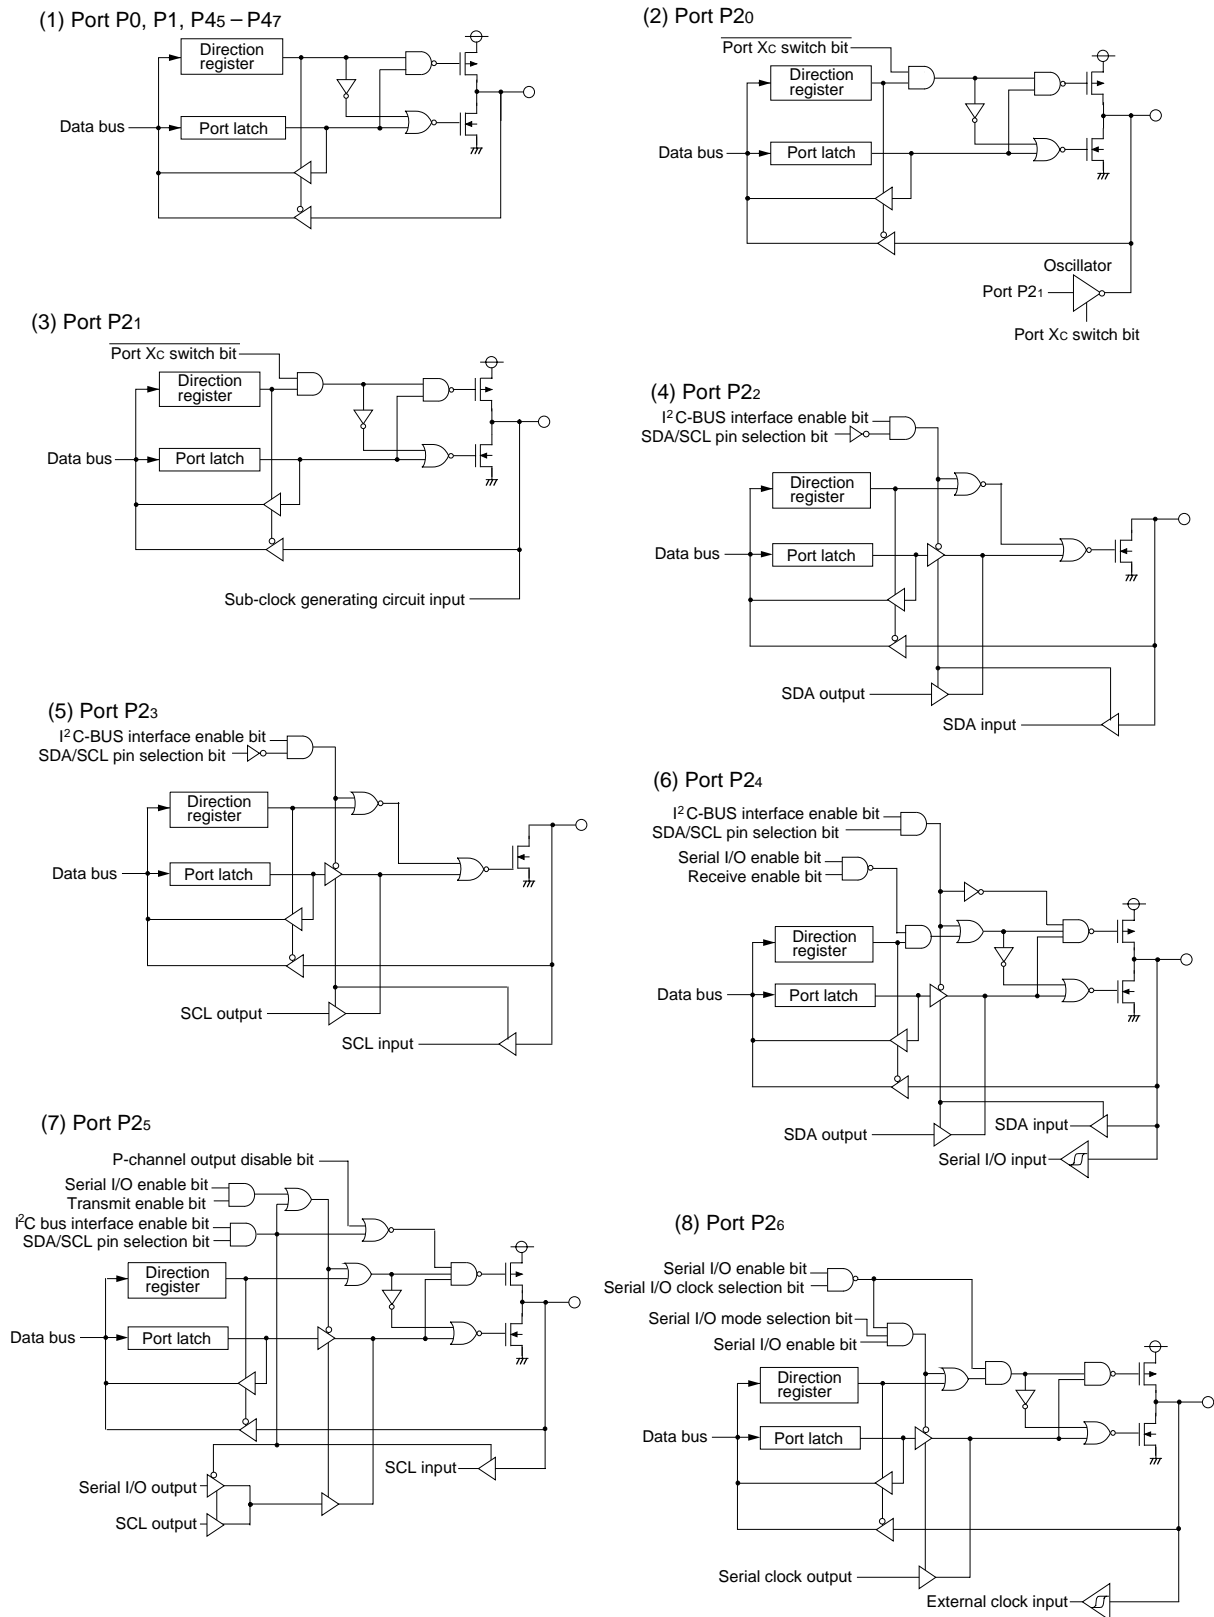 (1) Port P0, P1, P45 – P47
Direction
register
Data bus
Port latch
(2) Port P20
Port XC switch bit
Direction
register
Data bus
Port latch
Oscillator
Port P21
Port XC switch bit
(3) Port P21
Port XC switch bit
Direction
register
Data bus
Port latch
Sub-clock generating circuit input
(4) Port P22
I2C-BUS interface enable bit
SDA/SCL pin selection bit
Direction
register
Data bus
Port latch
SDA output
SDA input
(5) Port P23
I2C-BUS interface enable bit
SDA/SCL pin selection bit
Direction
register
Data bus
Port latch
SCL output
SCL input
(6) Port P24
I2C-BUS interface enable bit
SDA/SCL pin selection bit
Serial I/O enable bit
Receive enable bit
Direction
register
Data bus
Port latch
SDA input
SDA output
Serial I/O input
(7) Port P25
P-channel output disable bit
Serial I/O enable bit
Transmit enable bit
I2C bus interface enable bit
SDA/SCL pin selection bit
Direction
register
Data bus
Port latch
SCL input
Serial I/O output
SCL output
(8) Port P26
Serial I/O enable bit
Serial I/O clock selection bit
Serial I/O mode selection bit
Serial I/O enable bit
Direction
register
Data bus
Port latch
Serial clock output
External clock input